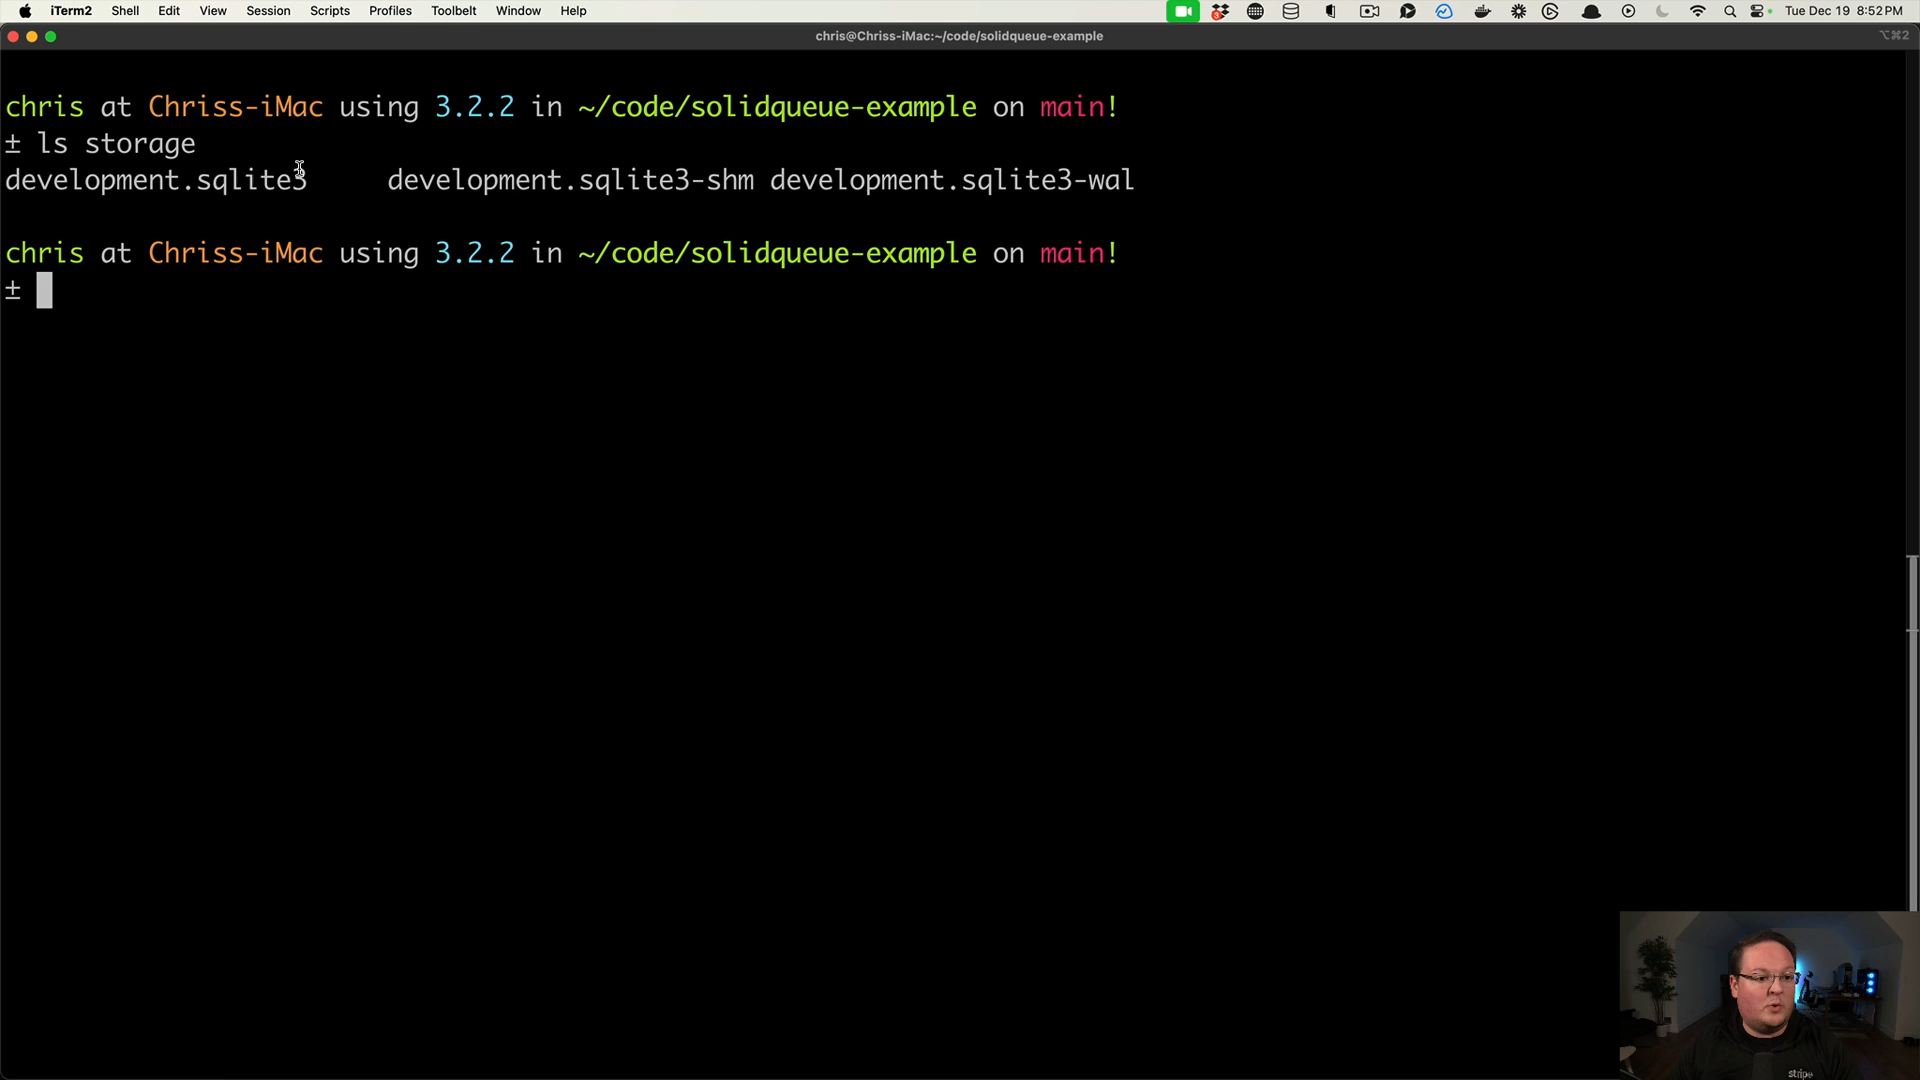 iTerm2 Shell Edit View Session Scripts Profiles Toolbelt Window Help 3 Tue Dec 19 8:52 PM
chris@Chriss-iMac:~/code/solidqueue-example ⌥⌘2
chris at Chriss-iMac using 3.2.2 in ~/code/solidqueue-example on main!
± ls storage
development.sqlite3 development.sqlite3-shm development.sqlite3-wal
chris at Chriss-iMac using 3.2.2 in ~/code/solidqueue-example on main!
±
stripe